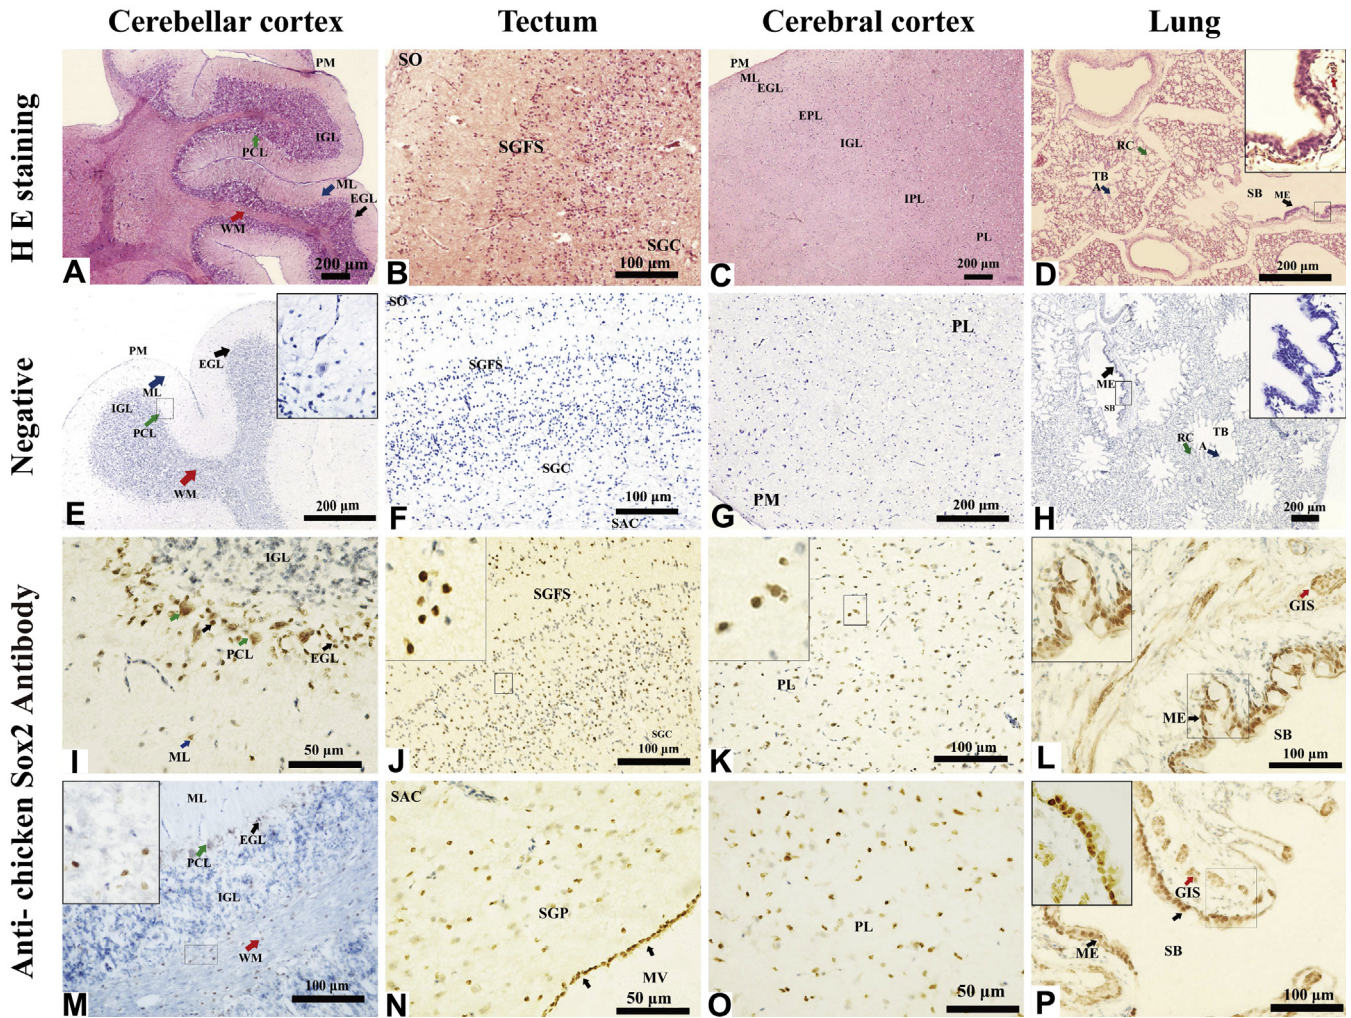 Cerebellar cortex Tectum Cerebral cortex Lung
H E staining
PM
IGL
PCL
ML
EGL
WM
A 200 µm
SO
SGFS
SGC
B 100 µm
PM
ML
EGL
EPL
IGL
IPL
PL
C 200 µm
RC
TB
A
SB ME
D 200 µm
Negative
PM EGL
ML
IGL
PCL
WM
E 200 µm
SO
SGFS
SGC
F 100 µm
SAC
PL
PM
G 200 µm
ME
SB
RC TB
A
H 200 µm
Anti- chicken Sox2 Antibody
IGL
PCL
EGL
ML
I 50 µm
SGFS
SGC
J 100 µm
PL
K 100 µm
GIS
ME
SB
L 100 µm
ML
EGL
PCL
IGL
WM
M 100 µm
SAC
SGP
MV
N 50 µm
PL
O 50 µm
GIS
ME
SB
P 100 µm